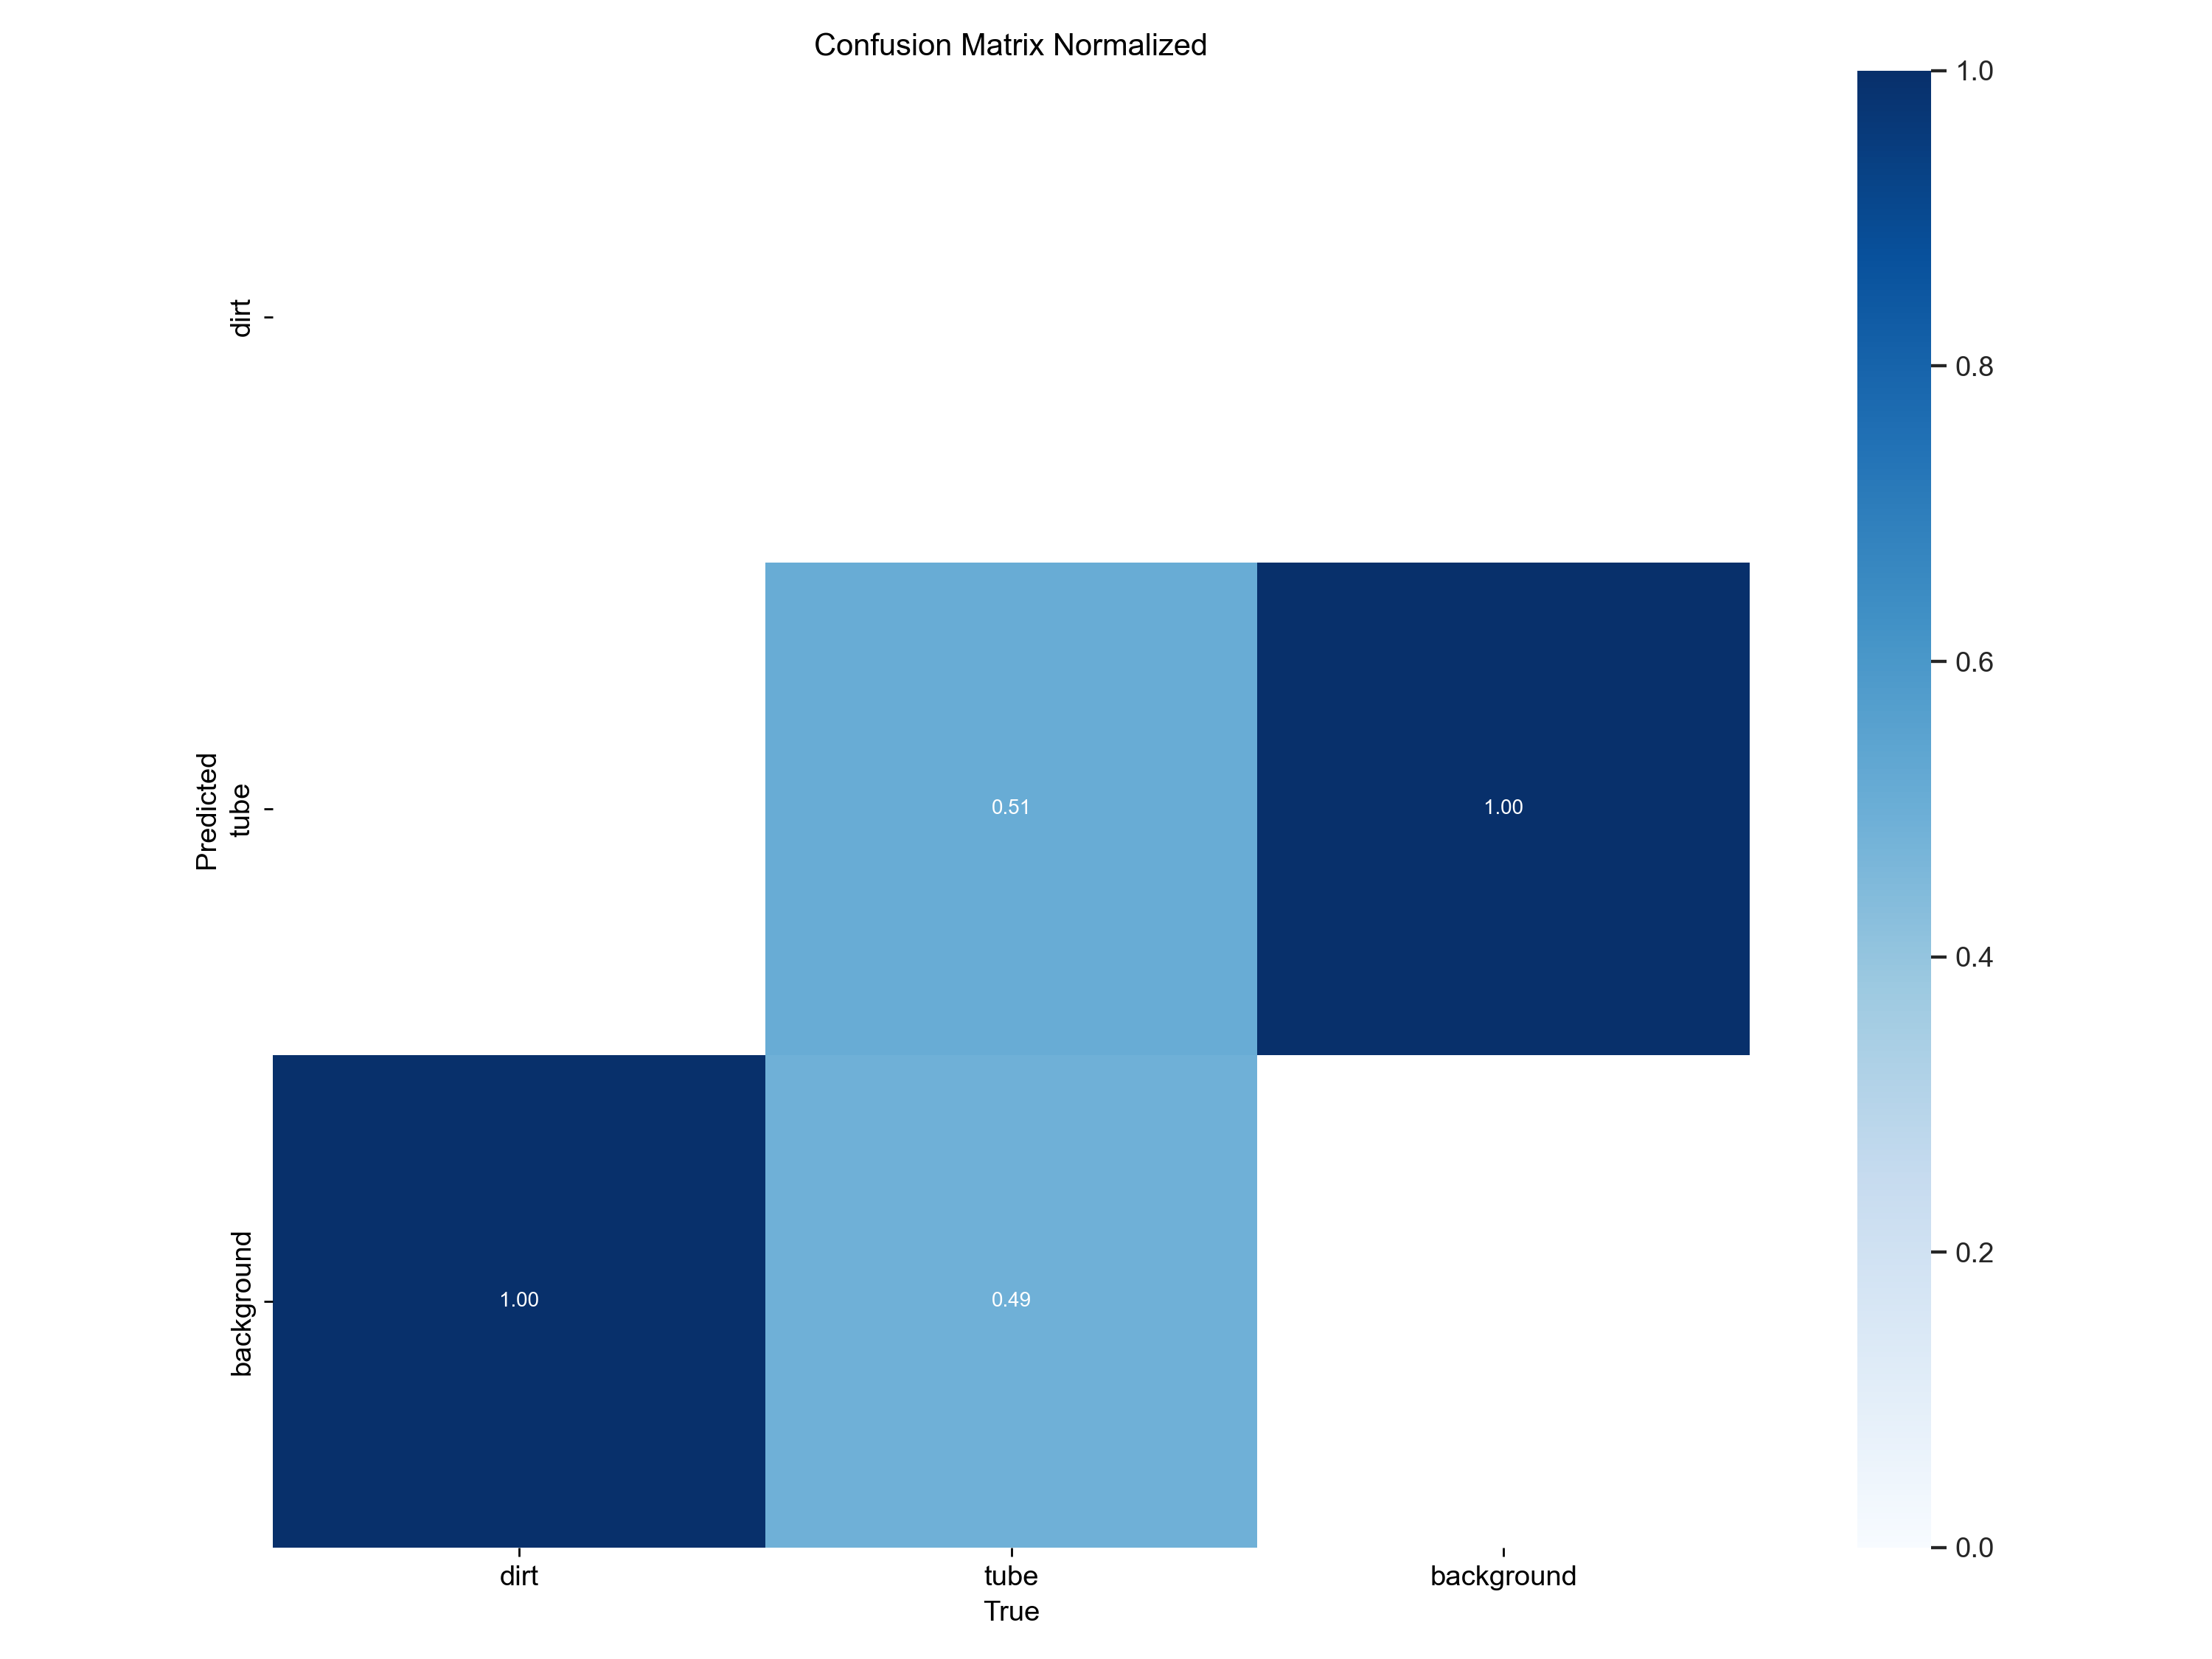 Confusion Matrix Normalized
1.0
0.8
0.6
0.4
0.2
0.0
Predicted
dirt
tube
background
0.51
1.00
1.00
0.49
dirt
tube
background
True